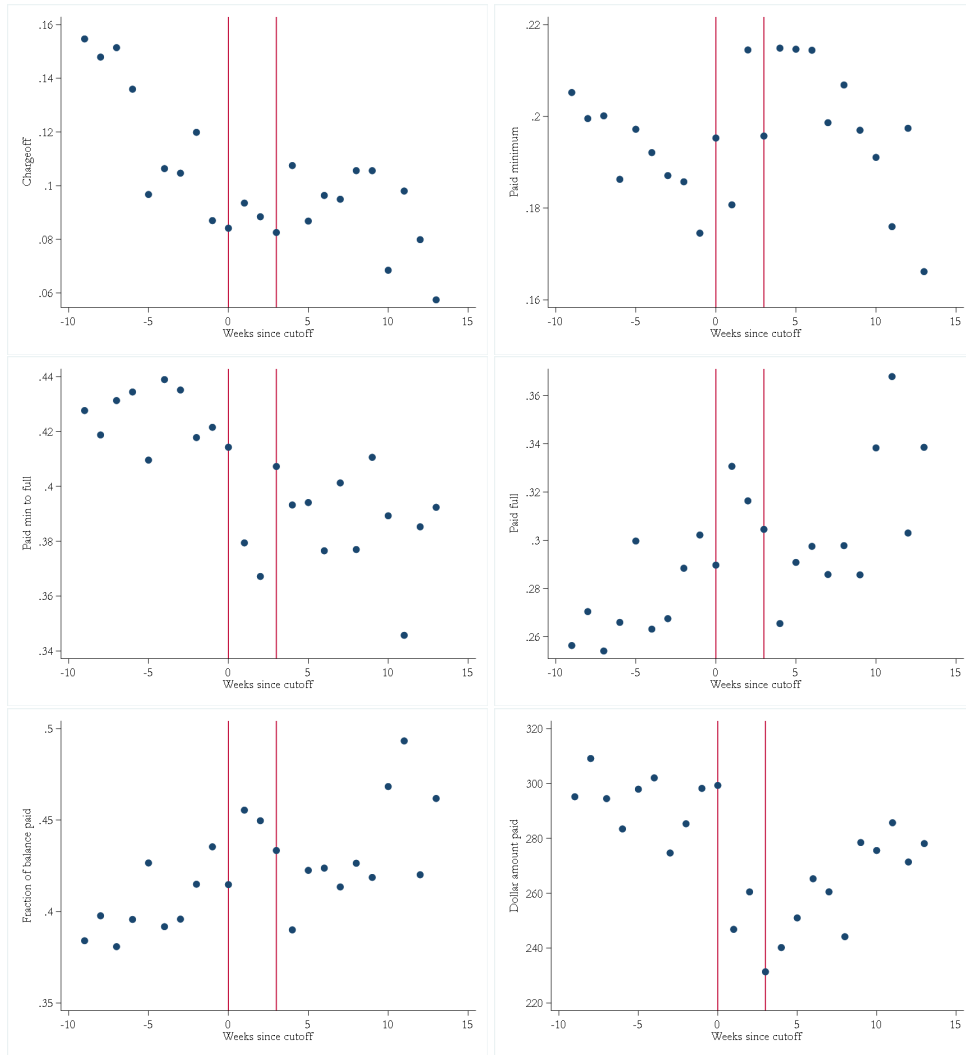 Chargeoff
.16
.14
.12
.1
.08
.06
-10 -5 0 5 10 15
Weeks since cutoff
Paid minimum
.22
.2
.18
.16
-10 -5 0 5 10 15
Weeks since cutoff
Paid min to full
.44
.42
.4
.38
.36
.34
-10 -5 0 5 10 15
Weeks since cutoff
Paid full
.36
.34
.32
.3
.28
.26
-10 -5 0 5 10 15
Weeks since cutoff
Fraction of balance paid
.5
.45
.4
.35
-10 -5 0 5 10 15
Weeks since cutoff
Dollar amount paid
320
300
280
260
240
220
-10 -5 0 5 10 15
Weeks since cutoff